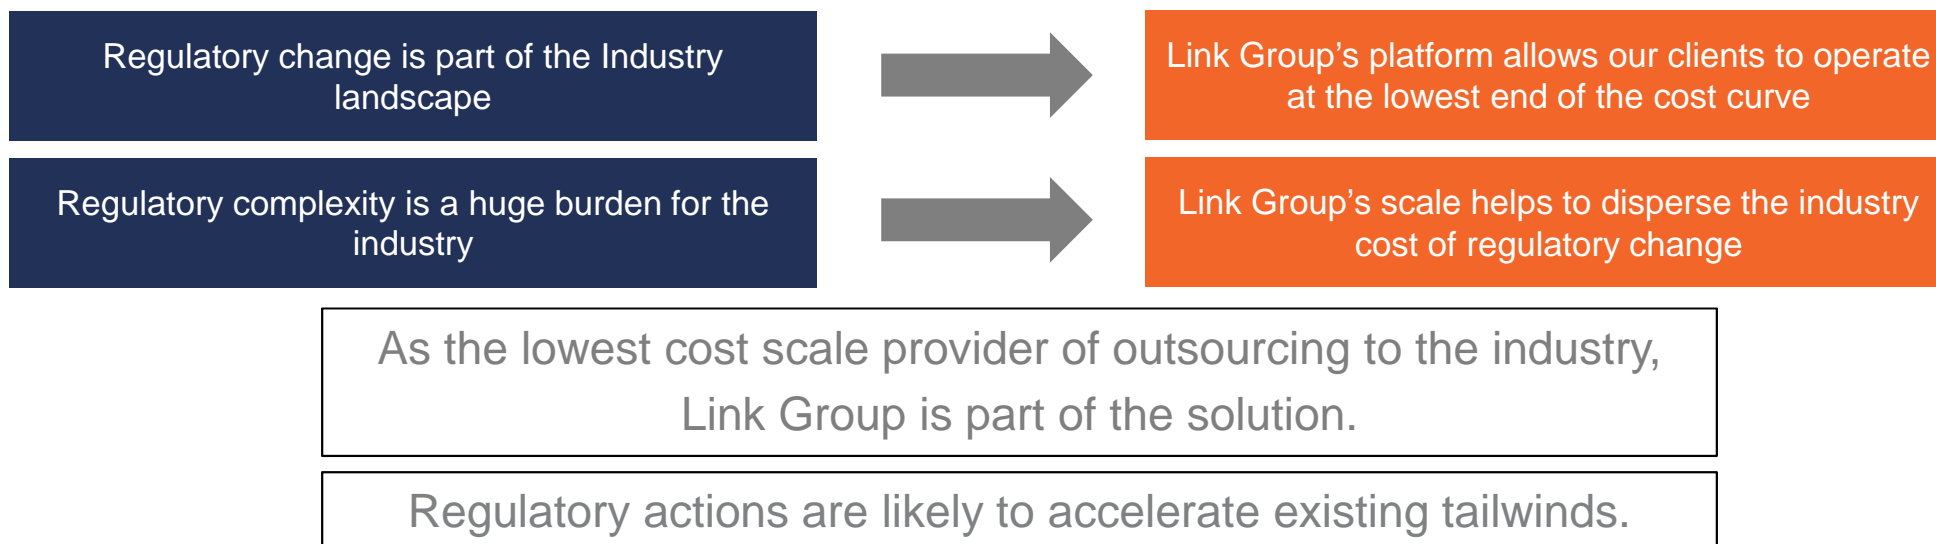 Regulatory change is part of the Industry
landscape
Link Group’s platform allows our clients to operate
at the lowest end of the cost curve
Regulatory complexity is a huge burden for the
industry
Link Group’s scale helps to disperse the industry
cost of regulatory change
As the lowest cost scale provider of outsourcing to the industry,
Link Group is part of the solution.
Regulatory actions are likely to accelerate existing tailwinds.